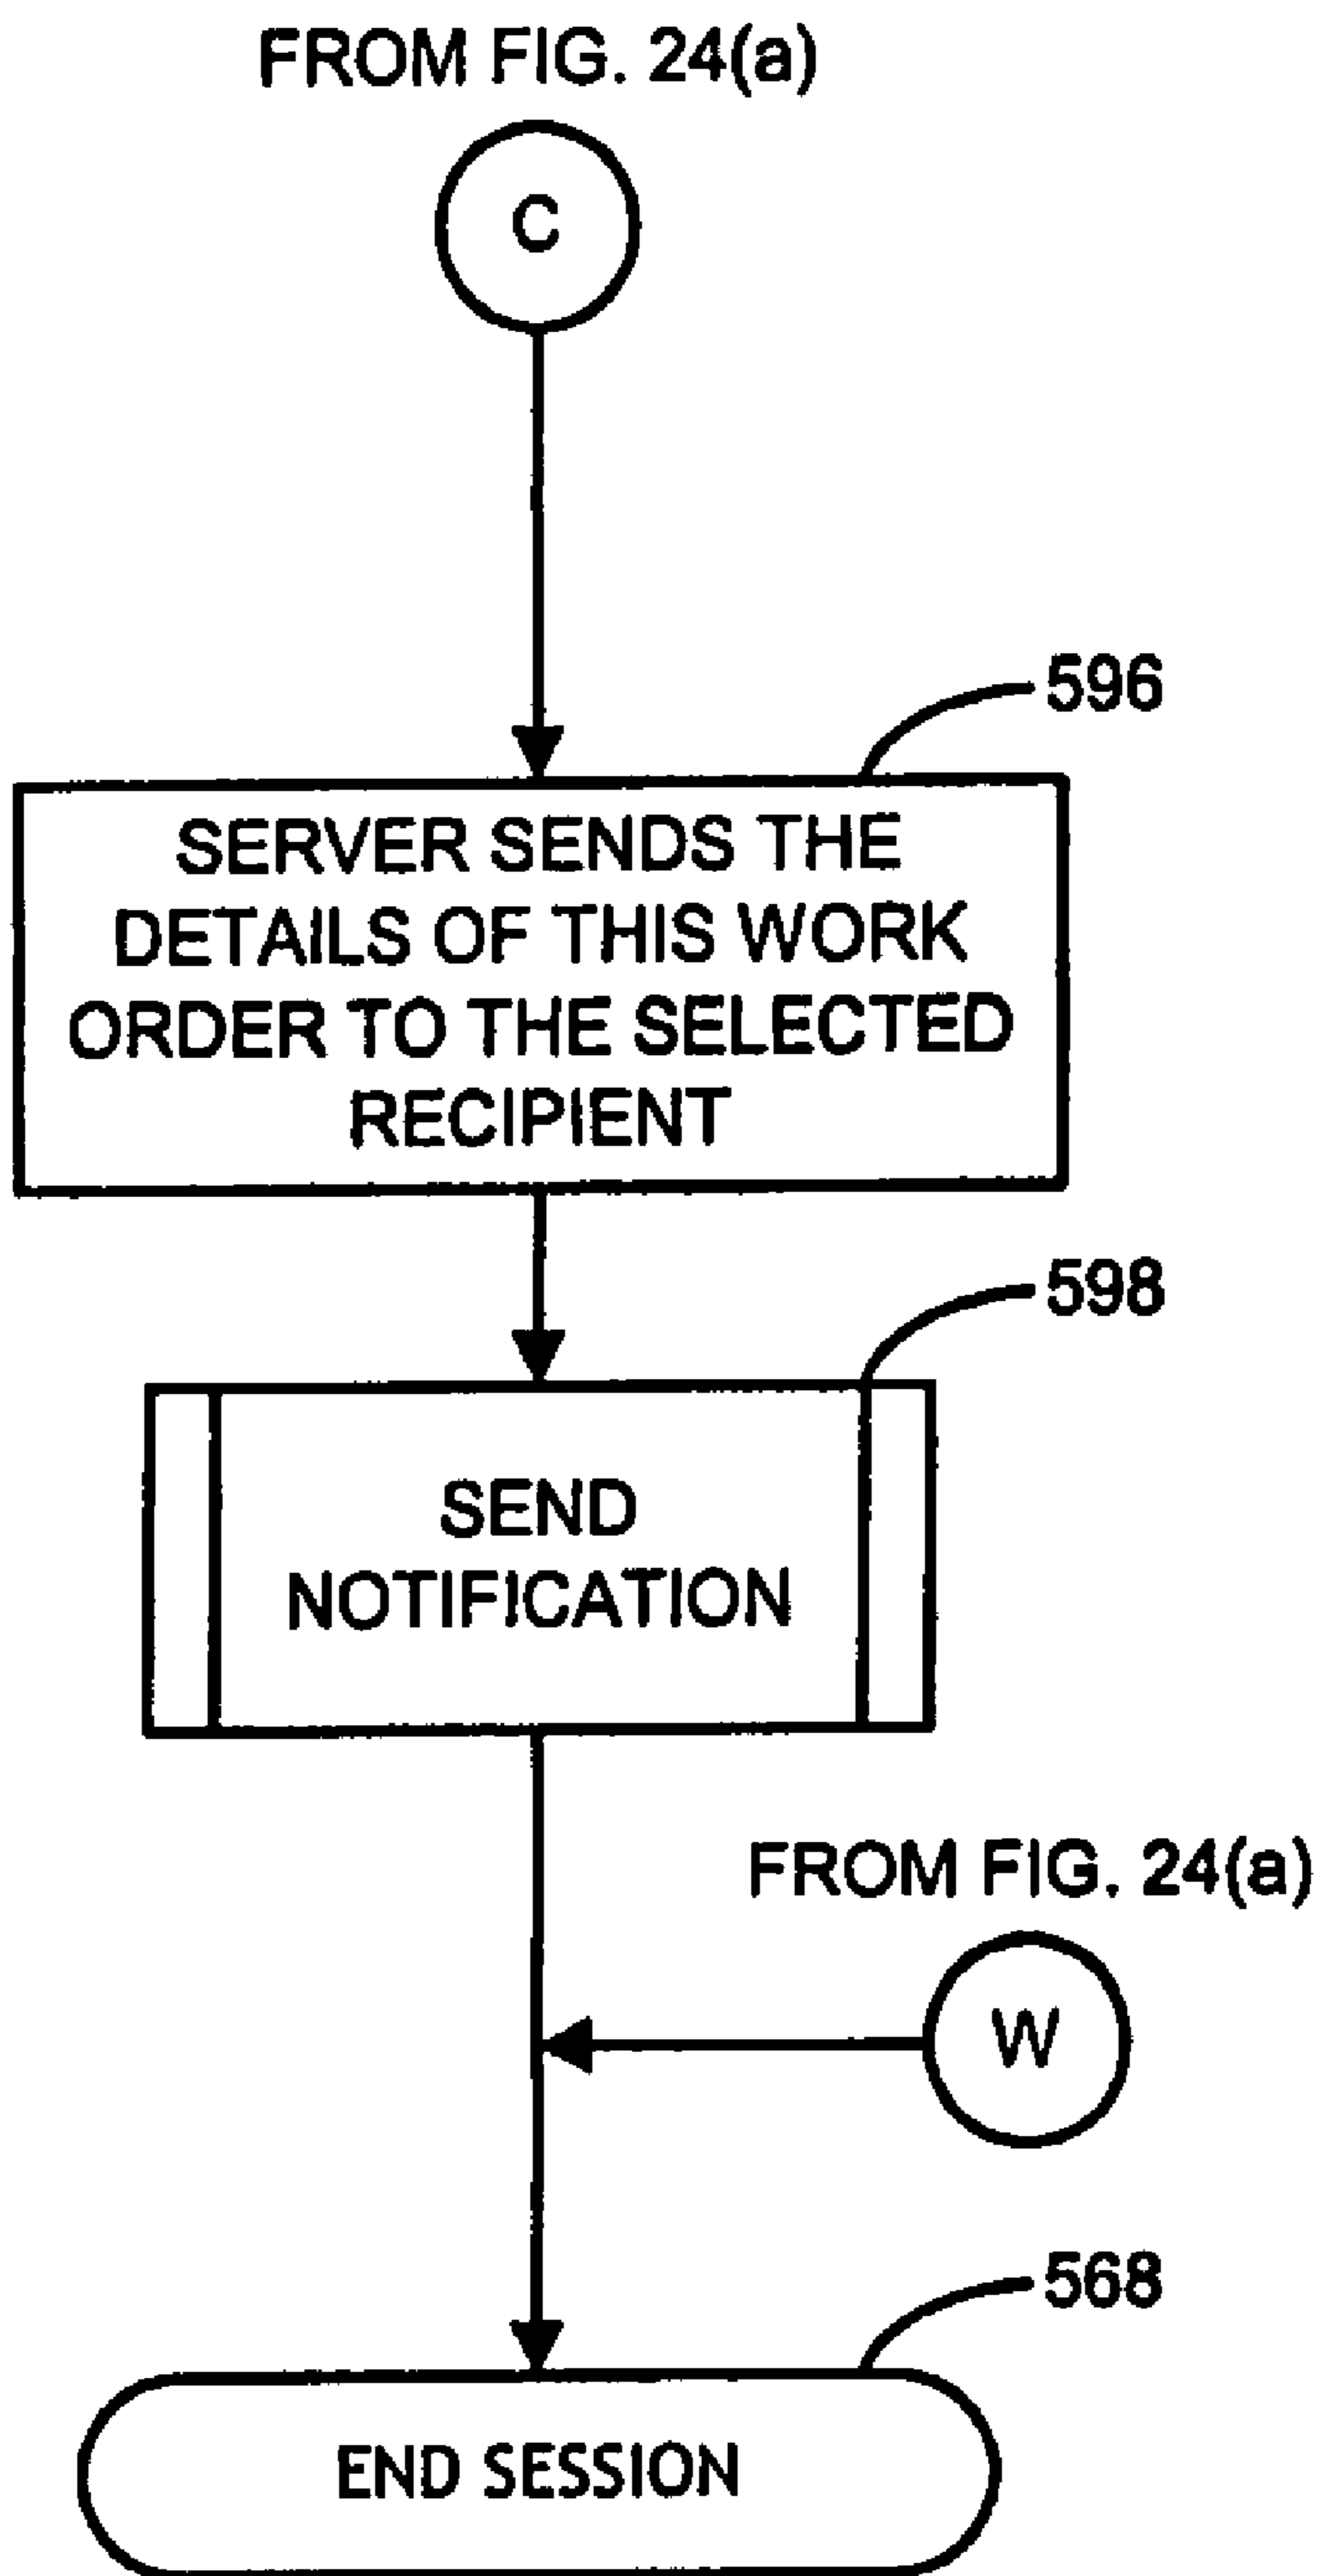 FROM FIG. 24(a)
C
596
SERVER SENDS THE
DETAILS OF THIS WORK
ORDER TO THE SELECTED
RECIPIENT
598
SEND
NOTIFICATION
FROM FIG. 24(a)
W
568
END SESSION